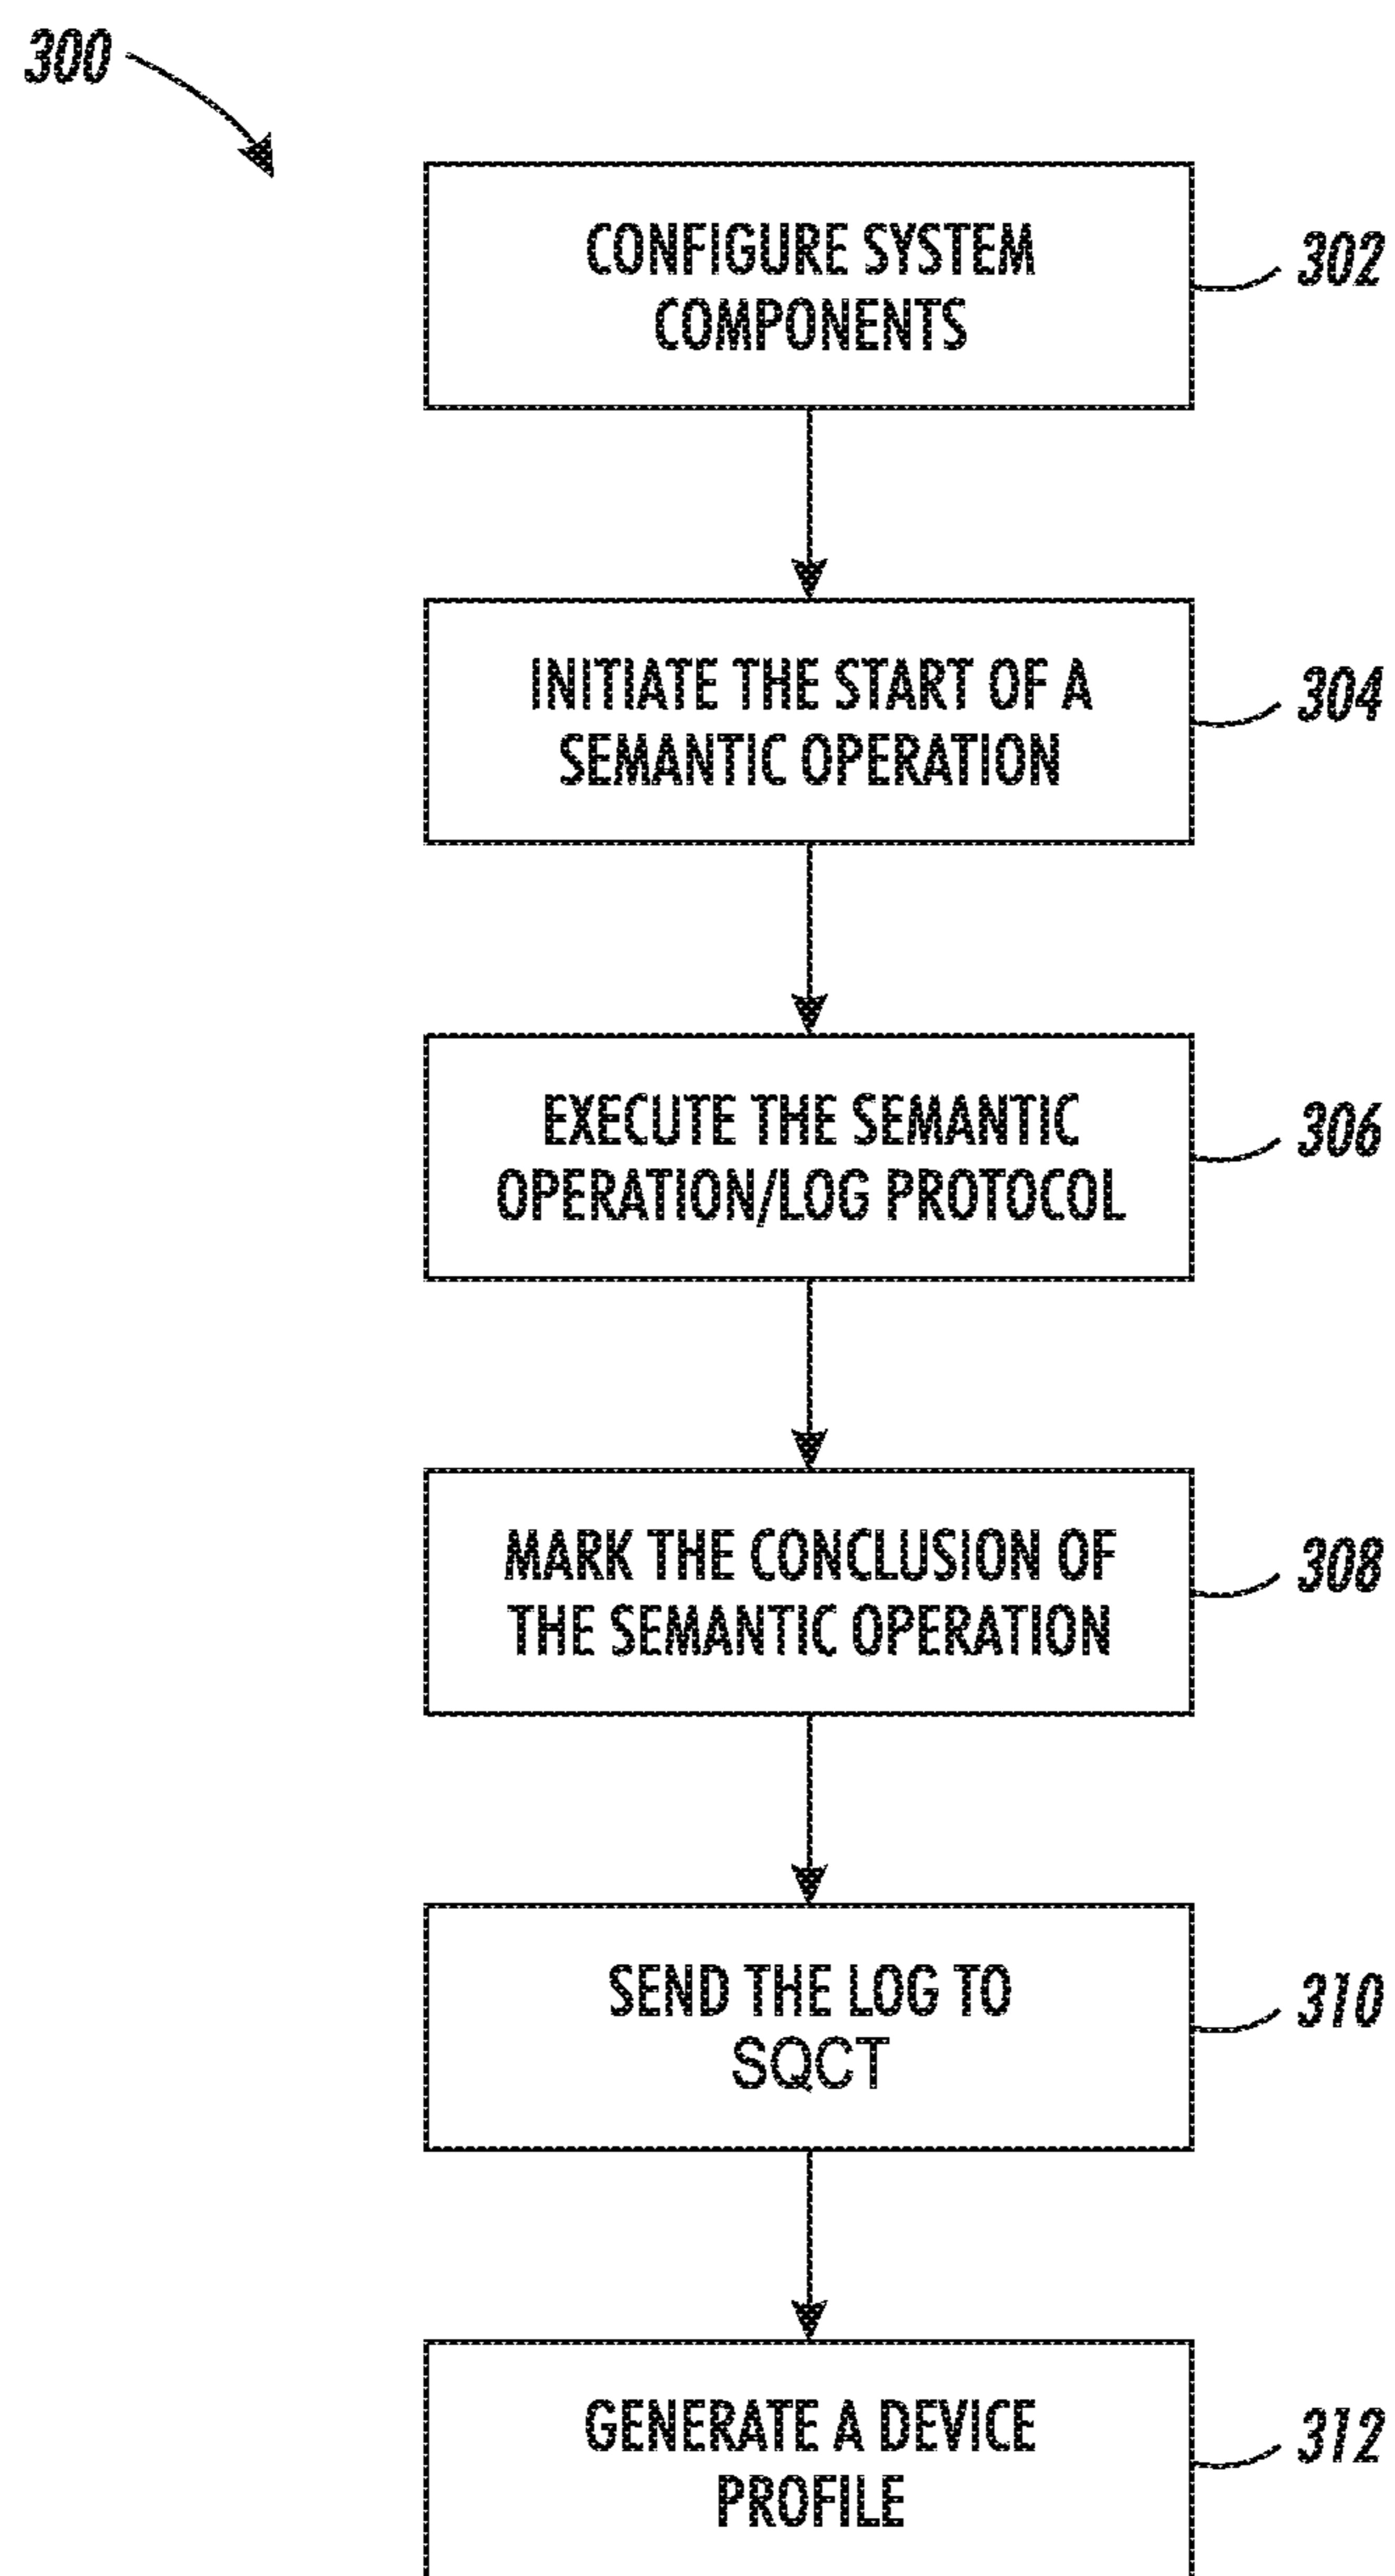 300
CONFIGURE SYSTEM
COMPONENTS
302
INITIATE THE START OF A
SEMANTIC OPERATION
304
EXECUTE THE SEMANTIC
OPERATION/LOG PROTOCOL
306
MARK THE CONCLUSION OF
THE SEMANTIC OPERATION
308
SEND THE LOG TO
SQCT
310
GENERATE A DEVICE
PROFILE
312